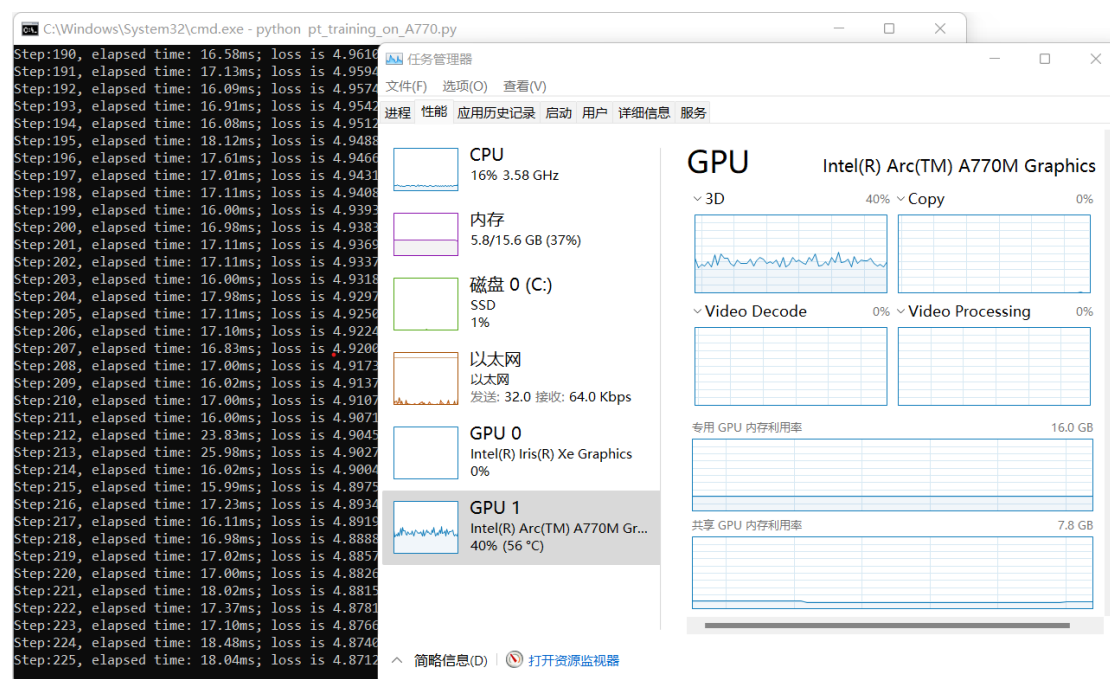 C:\Windows\System32\cmd.exe - python pt_training_on_A770.py
Step:190, elapsed time: 16.58ms; loss is 4.9610
Step:191, elapsed time: 17.13ms; loss is 4.9594
Step:192, elapsed time: 16.09ms; loss is 4.9574
Step:193, elapsed time: 16.91ms; loss is 4.9542
Step:194, elapsed time: 16.08ms; loss is 4.9512
Step:195, elapsed time: 18.12ms; loss is 4.9488
Step:196, elapsed time: 17.61ms; loss is 4.9466
Step:197, elapsed time: 17.01ms; loss is 4.9431
Step:198, elapsed time: 17.11ms; loss is 4.9408
Step:199, elapsed time: 16.00ms; loss is 4.9393
Step:200, elapsed time: 16.98ms; loss is 4.9383
Step:201, elapsed time: 17.11ms; loss is 4.9369
Step:202, elapsed time: 17.11ms; loss is 4.9337
Step:203, elapsed time: 16.00ms; loss is 4.9318
Step:204, elapsed time: 17.98ms; loss is 4.9297
Step:205, elapsed time: 17.11ms; loss is 4.9250
Step:206, elapsed time: 17.10ms; loss is 4.9224
Step:207, elapsed time: 16.83ms; loss is 4.9200
Step:208, elapsed time: 17.00ms; loss is 4.9173
Step:209, elapsed time: 16.02ms; loss is 4.9137
Step:210, elapsed time: 17.00ms; loss is 4.9107
Step:211, elapsed time: 16.00ms; loss is 4.9071
Step:212, elapsed time: 23.83ms; loss is 4.9045
Step:213, elapsed time: 25.98ms; loss is 4.9027
Step:214, elapsed time: 16.02ms; loss is 4.9004
Step:215, elapsed time: 15.99ms; loss is 4.8975
Step:216, elapsed time: 17.23ms; loss is 4.8934
Step:217, elapsed time: 16.11ms; loss is 4.8919
Step:218, elapsed time: 16.98ms; loss is 4.8888
Step:219, elapsed time: 17.02ms; loss is 4.8857
Step:220, elapsed time: 17.00ms; loss is 4.8826
Step:221, elapsed time: 18.02ms; loss is 4.8815
Step:222, elapsed time: 17.37ms; loss is 4.8781
Step:223, elapsed time: 17.10ms; loss is 4.8766
Step:224, elapsed time: 18.48ms; loss is 4.8740
Step:225, elapsed time: 18.04ms; loss is 4.8712
任务管理器
文件(F) 选项(O) 查看(V)
进程 性能 应用历史记录 启动 用户 详细信息 服务
CPU
16% 3.58 GHz
内存
5.8/15.6 GB (37%)
磁盘 0 (C:)
SSD
1%
以太网
以太网
发送: 32.0 接收: 64.0 Kbps
GPU 0
Intel(R) Iris(R) Xe Graphics
0%
GPU 1
Intel(R) Arc(TM) A770M Gr...
40% (56 °C)
GPU Intel(R) Arc(TM) A770M Graphics
3D 40% Copy 0%
Video Decode 0% Video Processing 0%
专用 GPU 内存利用率 16.0 GB
共享 GPU 内存利用率 7.8 GB
简略信息(D) 打开资源监视器